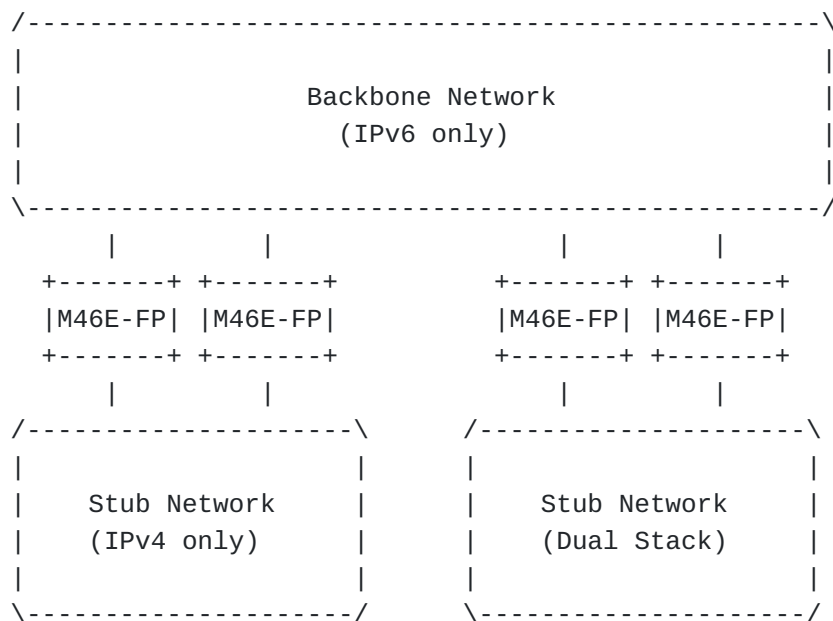 Backbone Network
(IPv6 only)
M46E-FP M46E-FP M46E-FP M46E-FP
Stub Network Stub Network
(IPv4 only) (Dual Stack)